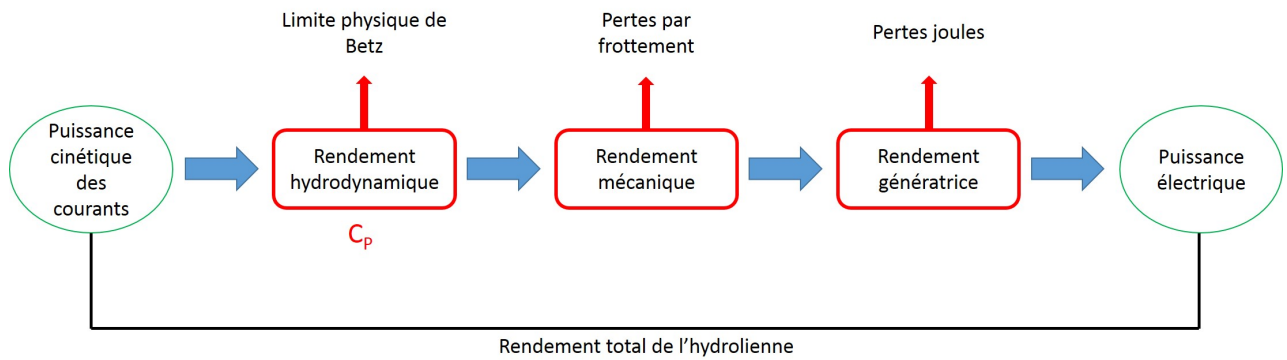 Limite physique de
Betz
Pertes par
frottement
Pertes joules
Puissance
cinétique
des
courants
Rendement
hydrodynamique
Rendement
mécanique
Rendement
génératrice
Puissance
électrique
CP
Rendement total de l’hydrolienne